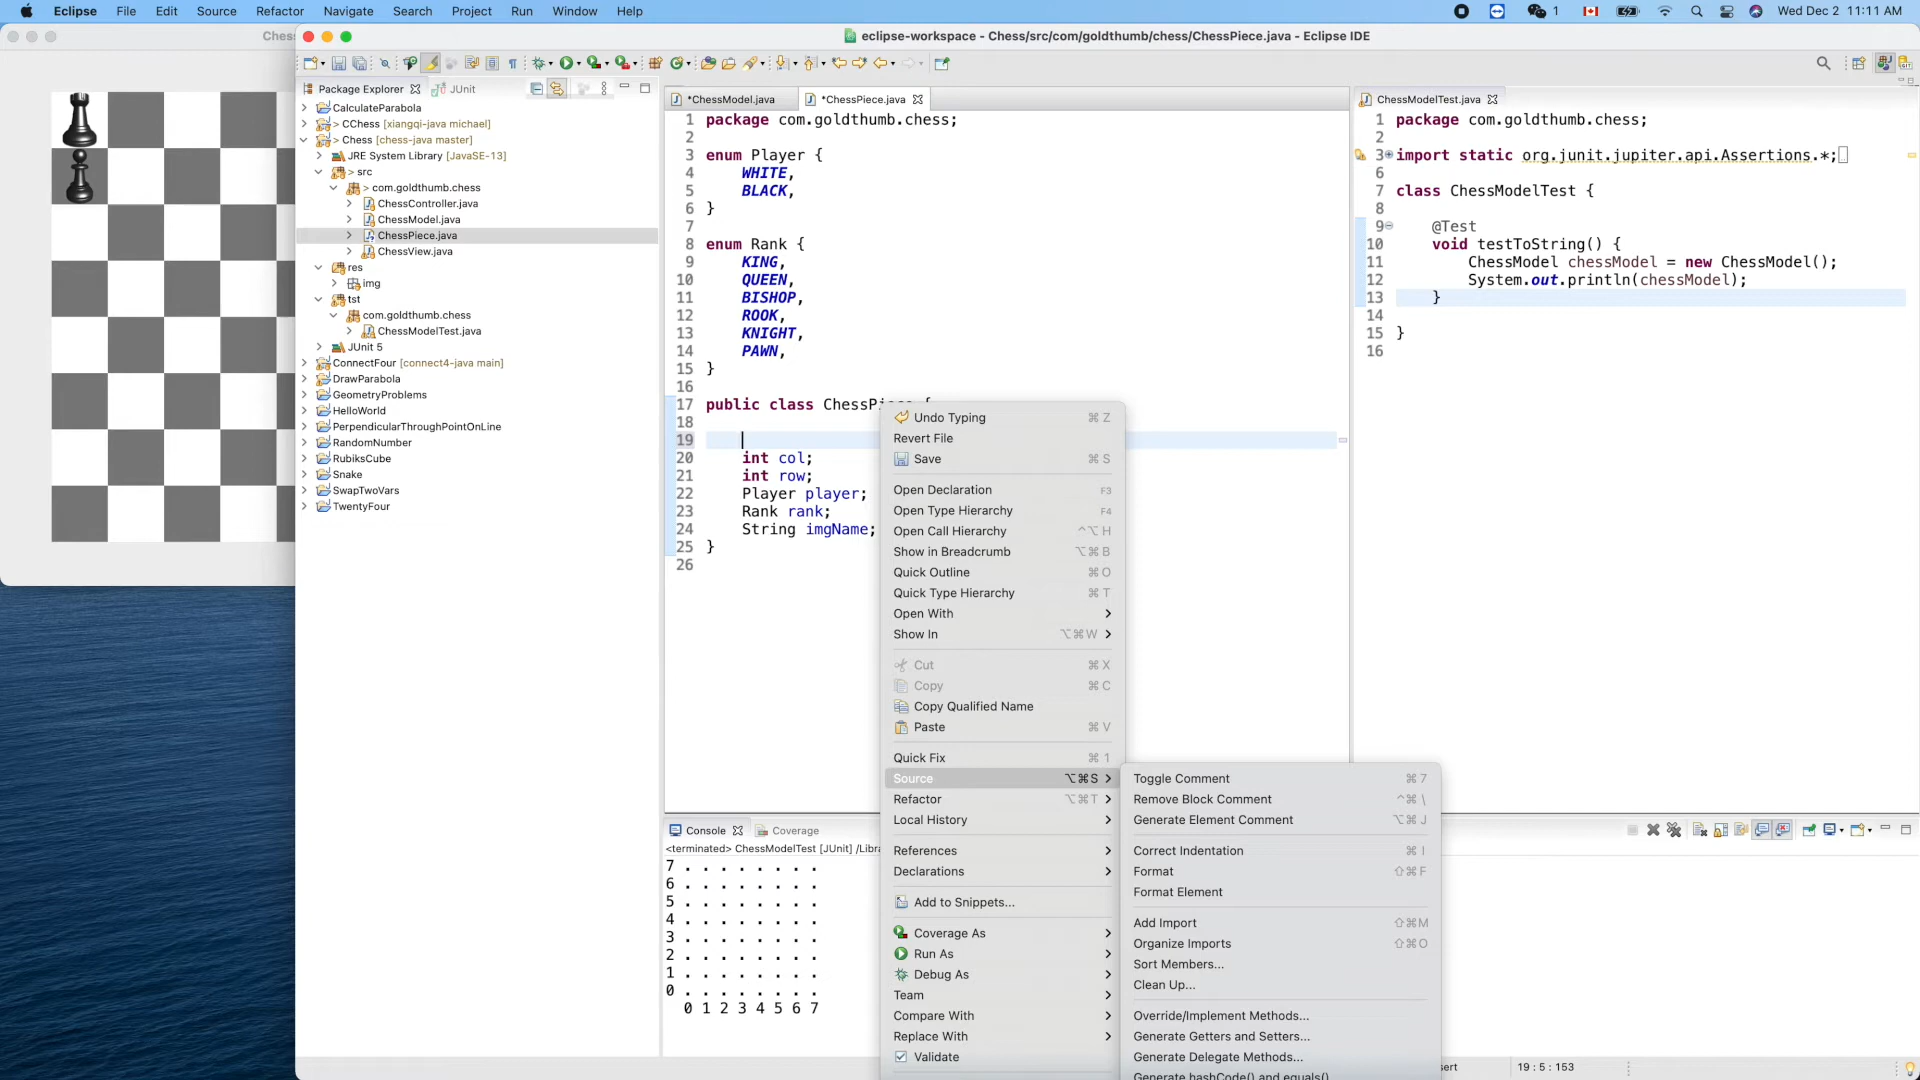 Eclipse File Edit Source Refactor Navigate Search Project Run Window Help
1 Wed Dec 2 11:11 AM
Chess
eclipse-workspace - Chess/src/com/goldthumb/chess/ChessPiece.java - Eclipse IDE
Package Explorer JUnit
CalculateParabola
> CChess [xiangqi-java michael]
> Chess [chess-java master]
JRE System Library [JavaSE-13]
> src
> com.goldthumb.chess
ChessController.java
ChessModel.java
ChessPiece.java
ChessView.java
res
img
tst
com.goldthumb.chess
ChessModelTest.java
JUnit 5
ConnectFour [connect4-java main]
DrawParabola
GeometryProblems
HelloWorld
PerpendicularThroughPointOnLine
RandomNumber
RubiksCube
Snake
SwapTwoVars
TwentyFour
*ChessModel.java *ChessPiece.java
1 package com.goldthumb.chess;
2
3 enum Player {
4 WHITE,
5 BLACK,
6 }
7
8 enum Rank {
9 KING,
10 QUEEN,
11 BISHOP,
12 ROOK,
13 KNIGHT,
14 PAWN,
15 }
16
17 public class ChessPiece {
18
19
20 int col;
21 int row;
22 Player player;
23 Rank rank;
24 String imgName;
25 }
26
ChessModelTest.java
1 package com.goldthumb.chess;
2
3 import static org.junit.jupiter.api.Assertions.*;
6
7 class ChessModelTest {
8
9 @Test
10 void testToString() {
11 ChessModel chessModel = new ChessModel();
12 System.out.println(chessModel);
13 }
14
15 }
16
Undo Typing ⌘Z
Revert File
Save ⌘S
Open Declaration F3
Open Type Hierarchy F4
Open Call Hierarchy ^⌥H
Show in Breadcrumb ⌥⌘B
Quick Outline ⌘O
Quick Type Hierarchy ⌘T
Open With
Show In ⌥⌘W
Cut ⌘X
Copy ⌘C
Copy Qualified Name
Paste ⌘V
Quick Fix ⌘1
Source ⌥⌘S
Refactor ⌥⌘T
Local History
References
Declarations
Add to Snippets...
Coverage As
Run As
Debug As
Team
Compare With
Replace With
Validate
Toggle Comment ⌘7
Remove Block Comment ^⌘\
Generate Element Comment ⌥⌘J
Correct Indentation ⌘I
Format ⇧⌘F
Format Element
Add Import ⇧⌘M
Organize Imports ⇧⌘O
Sort Members...
Clean Up...
Override/Implement Methods...
Generate Getters and Setters...
Generate Delegate Methods...
Generate hashCode() and equals()
Console Coverage
<terminated> ChessModelTest [JUnit] /Libra
7 . . . . . . . .
6 . . . . . . . .
5 . . . . . . . .
4 . . . . . . . .
3 . . . . . . . .
2 . . . . . . . .
1 . . . . . . . .
0 . . . . . . . .
0 1 2 3 4 5 6 7
sert 19 : 5 : 153